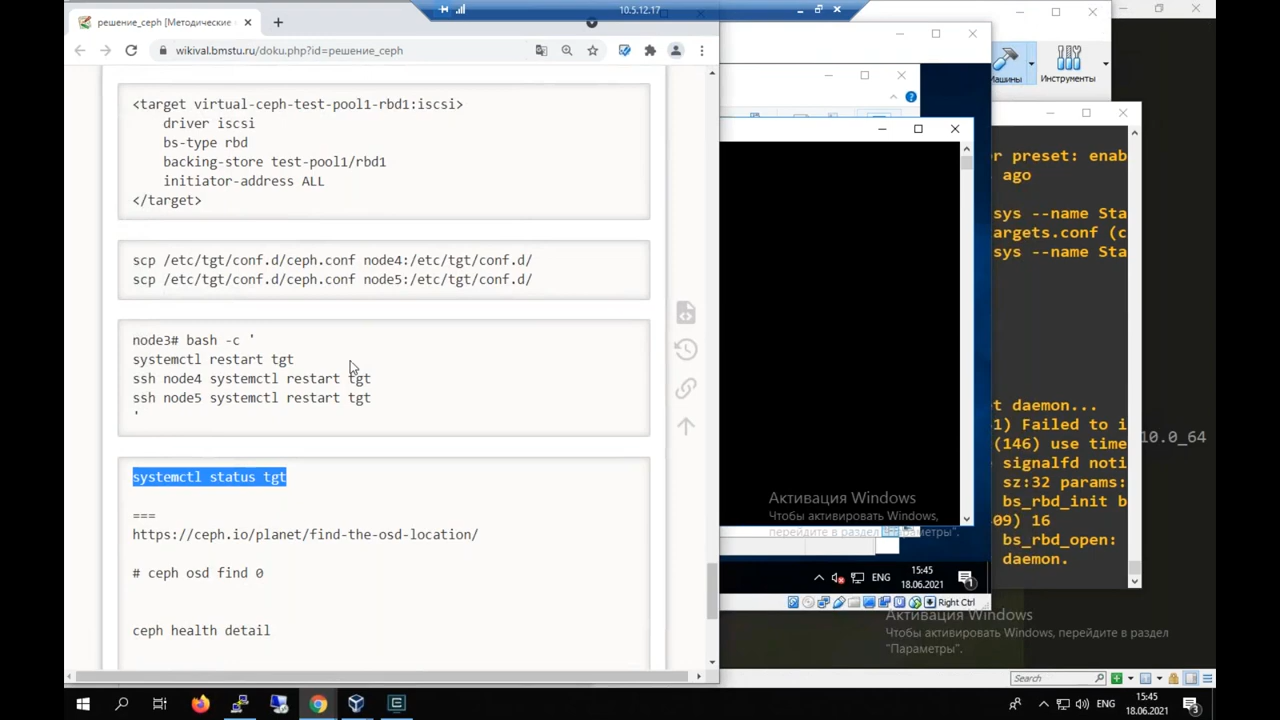 10.5.12.17
решение_ceph [Методические
wikival.bmstu.ru/doku.php?id=решение_ceph
<target virtual-ceph-test-pool1-rbd1:iscsi>
driver iscsi
bs-type rbd
backing-store test-pool1/rbd1
initiator-address ALL
</target>
scp /etc/tgt/conf.d/ceph.conf node4:/etc/tgt/conf.d/
scp /etc/tgt/conf.d/ceph.conf node5:/etc/tgt/conf.d/
node3# bash -c '
systemctl restart tgt
ssh node4 systemctl restart tgt
ssh node5 systemctl restart tgt
'
systemctl status tgt
===
https://ceph.io/planet/find-the-osd-location/
# ceph osd find 0
ceph health detail
Машины
Инструменты
or preset: enab
ago
sys --name Sta
argets.conf (c
sys --name Sta
t daemon...
1) Failed to i
(146) use time
signalfd noti
sz:32 params:
bs_rbd_init b
09) 16
bs_rbd_open:
daemon.
10.0_64
Активация Windows
Чтобы активировать Windows,
перейдите в раздел "Параметры".
ENG
15:45
18.06.2021
1
Right Ctrl
Активация Windows
Чтобы активировать Windows, перейдите в раздел
"Параметры".
Search
ENG
15:45
18.06.2021
3